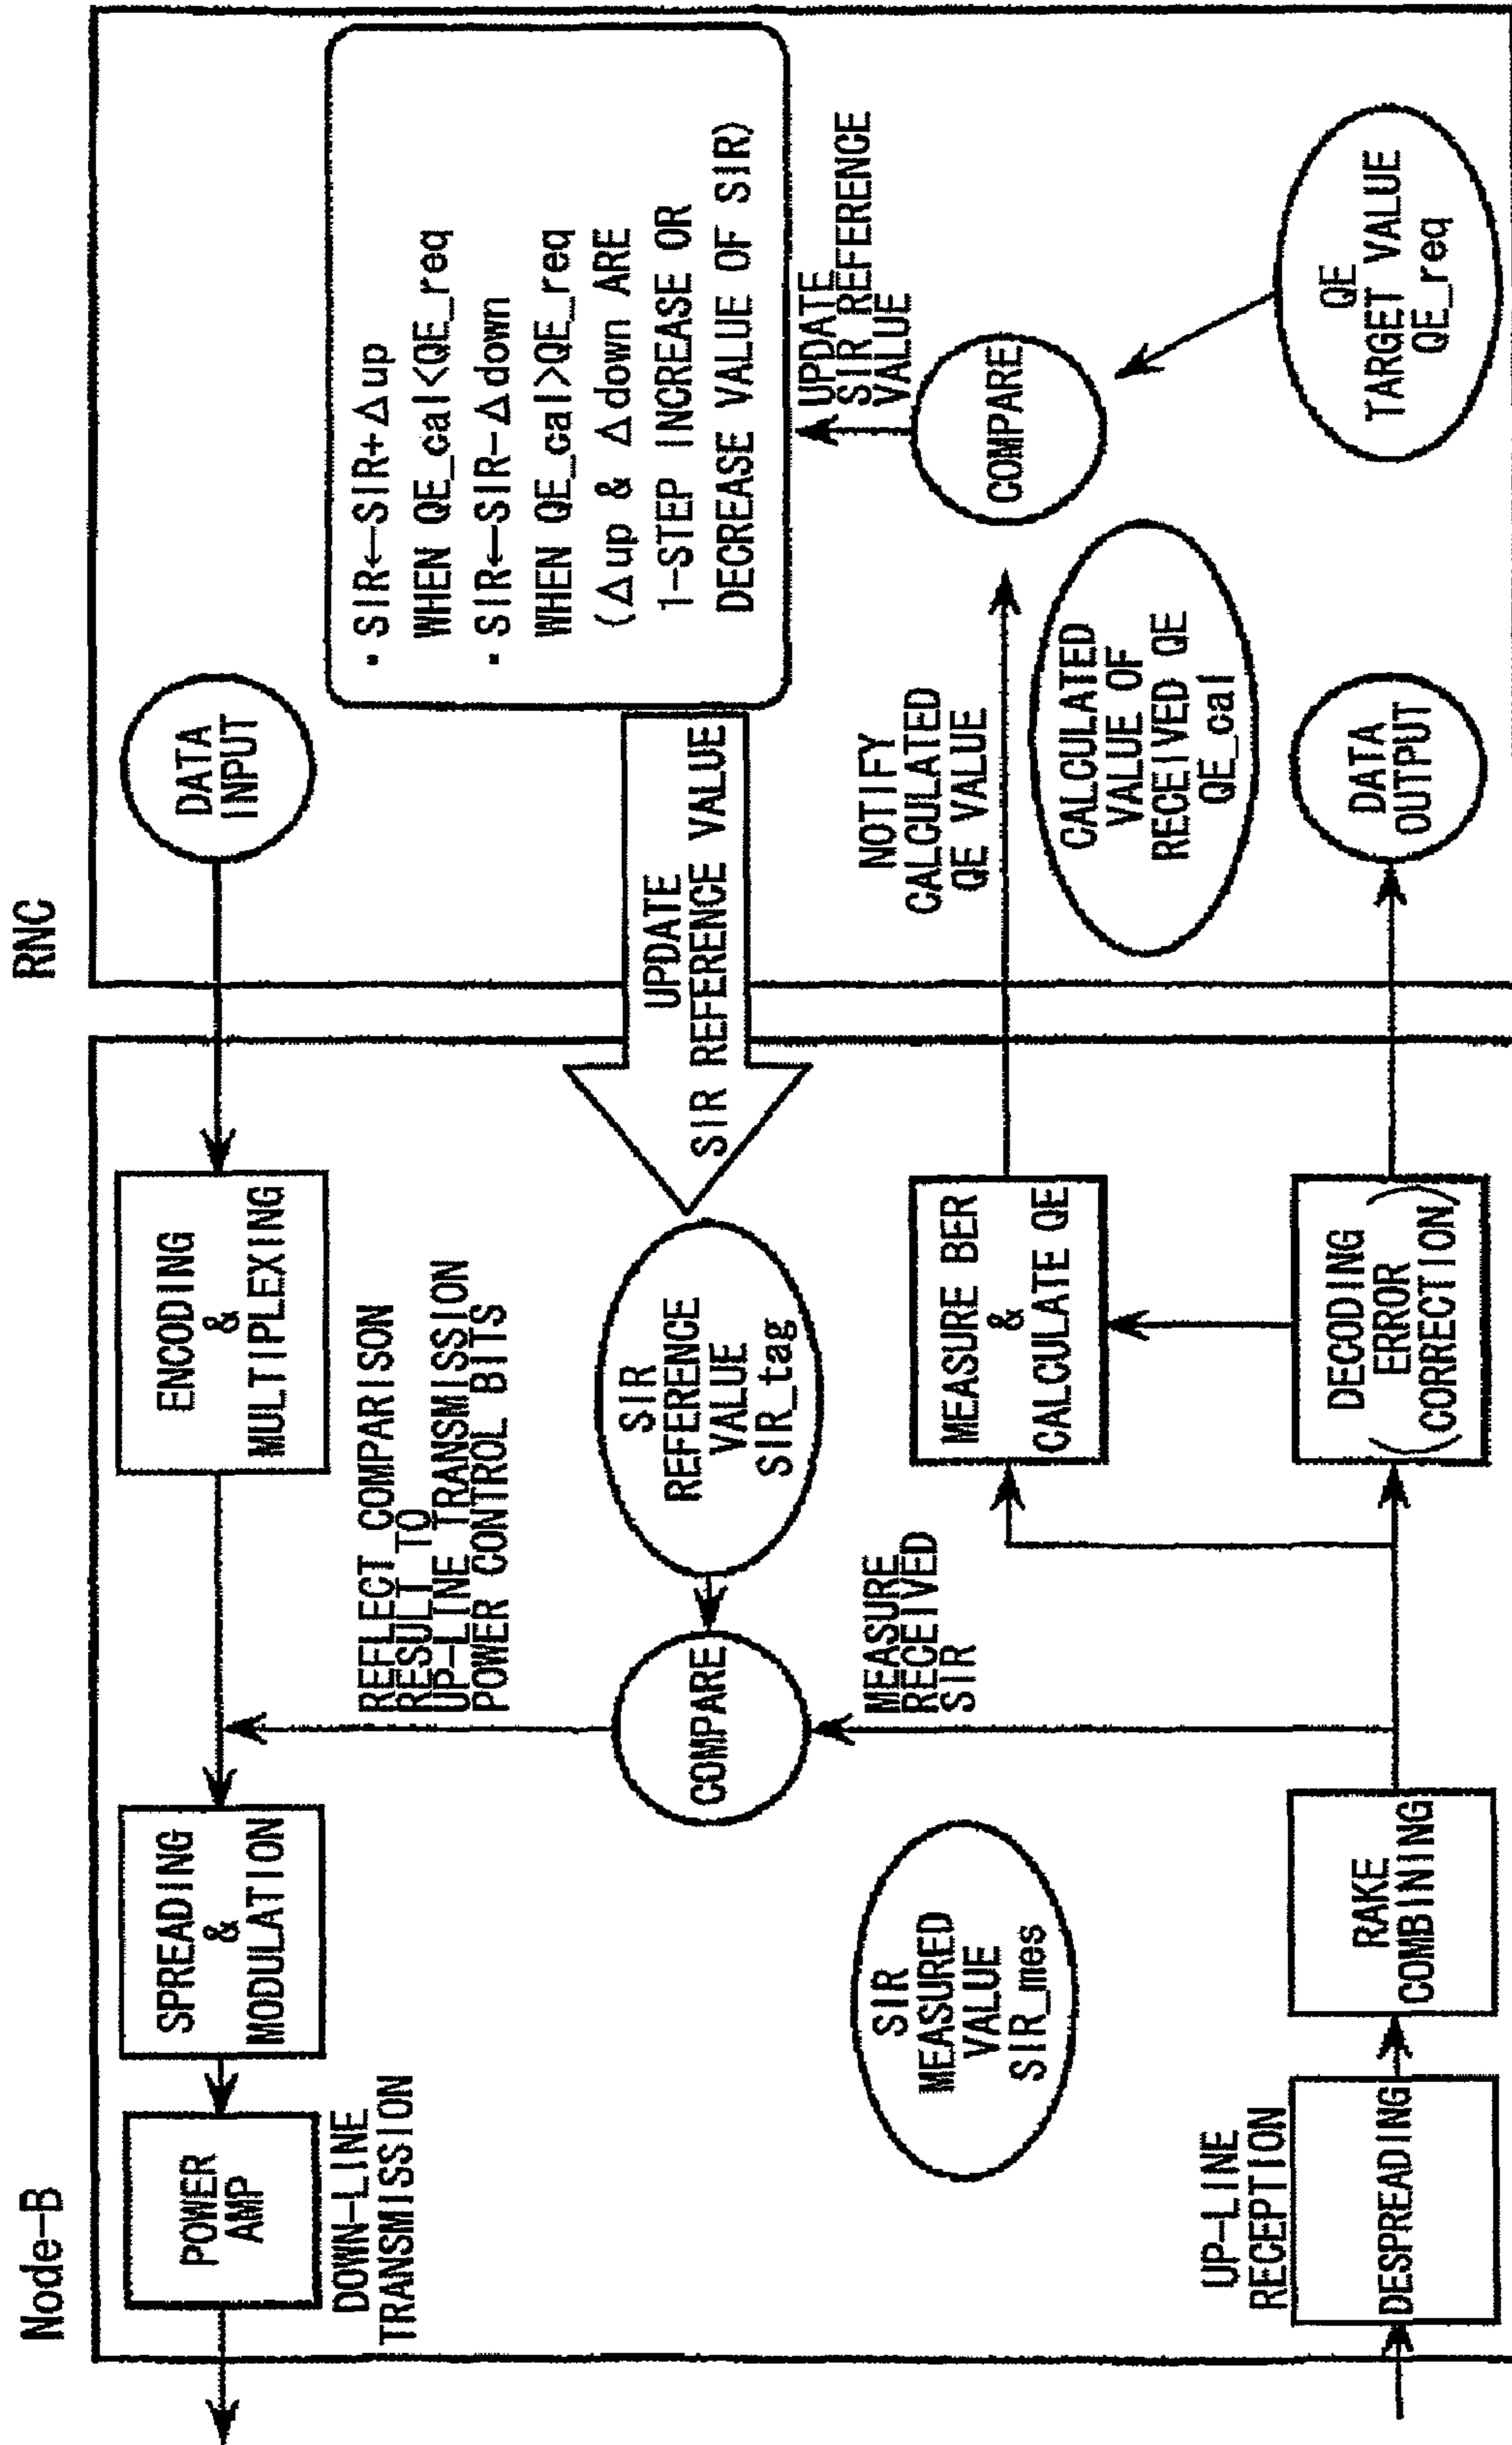 Node-B
RNC
POWER
AMP
DOWN-LINE
TRANSMISSION
SPREADING
&
MODULATION
ENCODING
&
MULTIPLEXING
DATA
INPUT
REFLECT COMPARISON
RESULT TO
UP-LINE TRANSMISSION
POWER CONTROL BITS
COMPARE
SIR
REFERENCE
VALUE
SIR_tag
UPDATE
SIR REFERENCE VALUE
・SIR←SIR+△up
WHEN QE_cal<QE_req
・SIR←SIR-△down
WHEN QE_cal>QE_req
(△up & △down ARE
1-STEP INCREASE OR
DECREASE VALUE OF SIR)
UPDATE
SIR REFERENCE
VALUE
SIR
MEASURED
VALUE
SIR_mes
MEASURE
RECEIVED
SIR
MEASURE BER
&
CALCULATE QE
NOTIFY
CALCULATED
QE VALUE
COMPARE
CALCULATED
VALUE OF
RECEIVED QE
QE_cal
QE
TARGET VALUE
QE_req
UP-LINE
RECEPTION
DESPREADING
RAKE
COMBINING
DECODING
(ERROR
CORRECTION)
DATA
OUTPUT